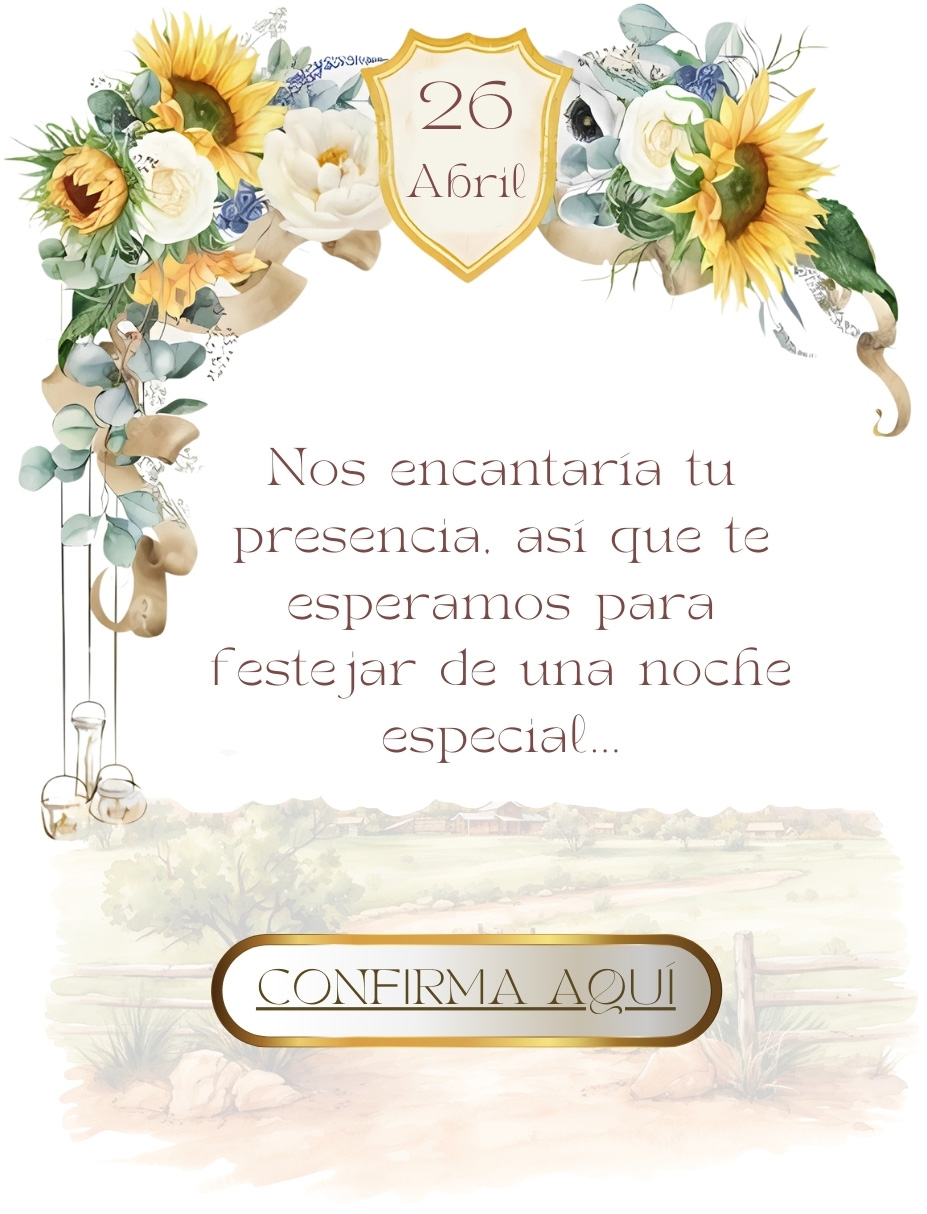 26
Abril
Nos encantaría tu
presencia, así que te
esperamos para
festejar de una noche
especial...
CONFIRMA AQUÍ